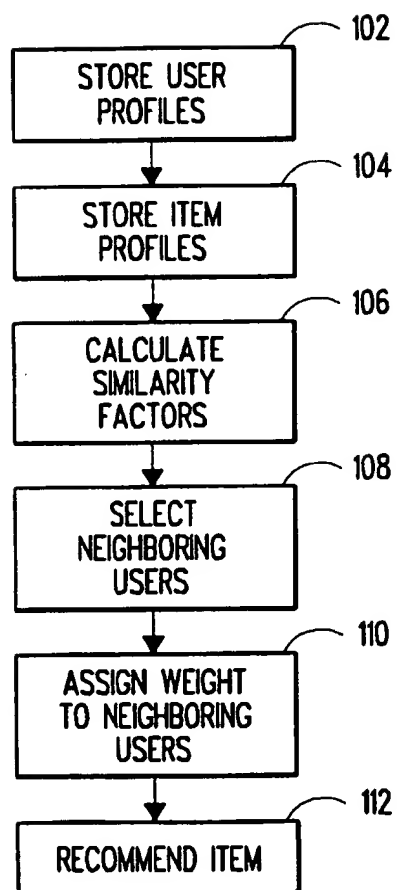 102
STORE USER
PROFILES
104
STORE ITEM
PROFILES
106
CALCULATE
SIMILARITY
FACTORS
108
SELECT
NEIGHBORING
USERS
110
ASSIGN WEIGHT
TO NEIGHBORING
USERS
112
RECOMMEND ITEM